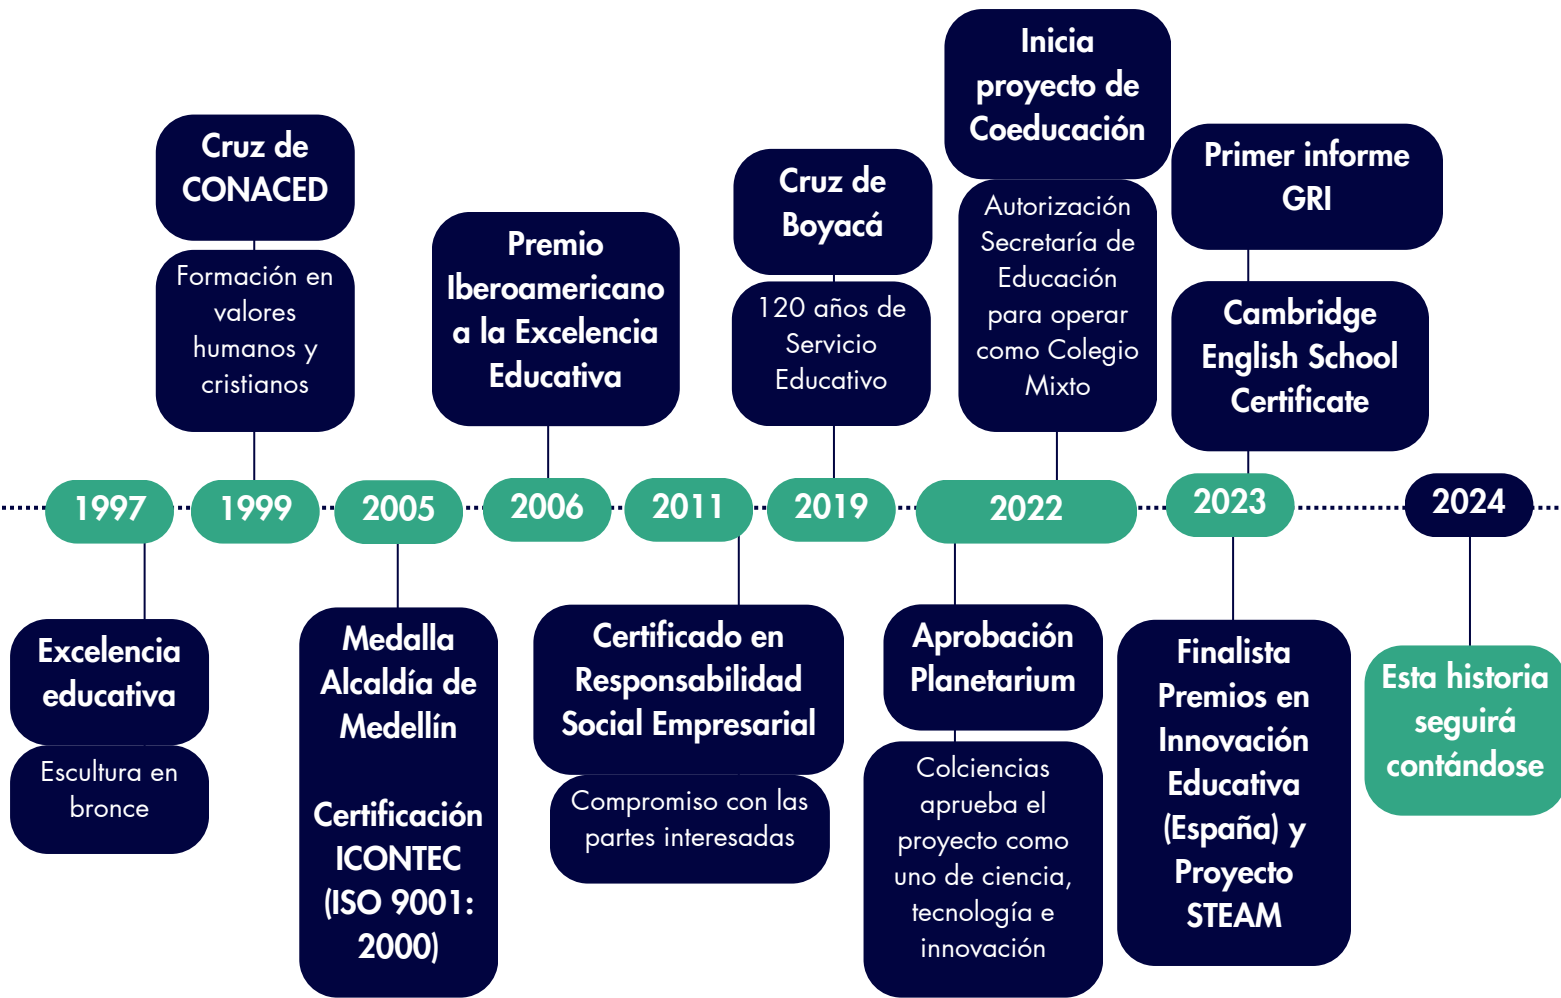 1997
Excelencia
educativa
Escultura en
bronce
Cruz de
CONACED
Formación en
valores
humanos y
cristianos
1999
2005
Medalla
Alcaldía de
Medellín
Certificación
ICONTEC
(ISO 9001:
2000)
Premio
Iberoamericano
a la Excelencia
Educativa
2006
2011
Certificado en
Responsabilidad
Social Empresarial
Compromiso con las
partes interesadas
Cruz de
Boyacá
120 años de
Servicio
Educativo
2019
Inicia
proyecto de
Coeducación
Autorización
Secretaría de
Educación
para operar
como Colegio
Mixto
2022
Aprobación
Planetarium
Colciencias
aprueba el
proyecto como
uno de ciencia,
tecnología e
innovación
Primer informe
GRI
Cambridge
English School
Certificate
2023
Finalista
Premios en
Innovación
Educativa
(España) y
Proyecto
STEAM
2024
Esta historia
seguirá
contándose